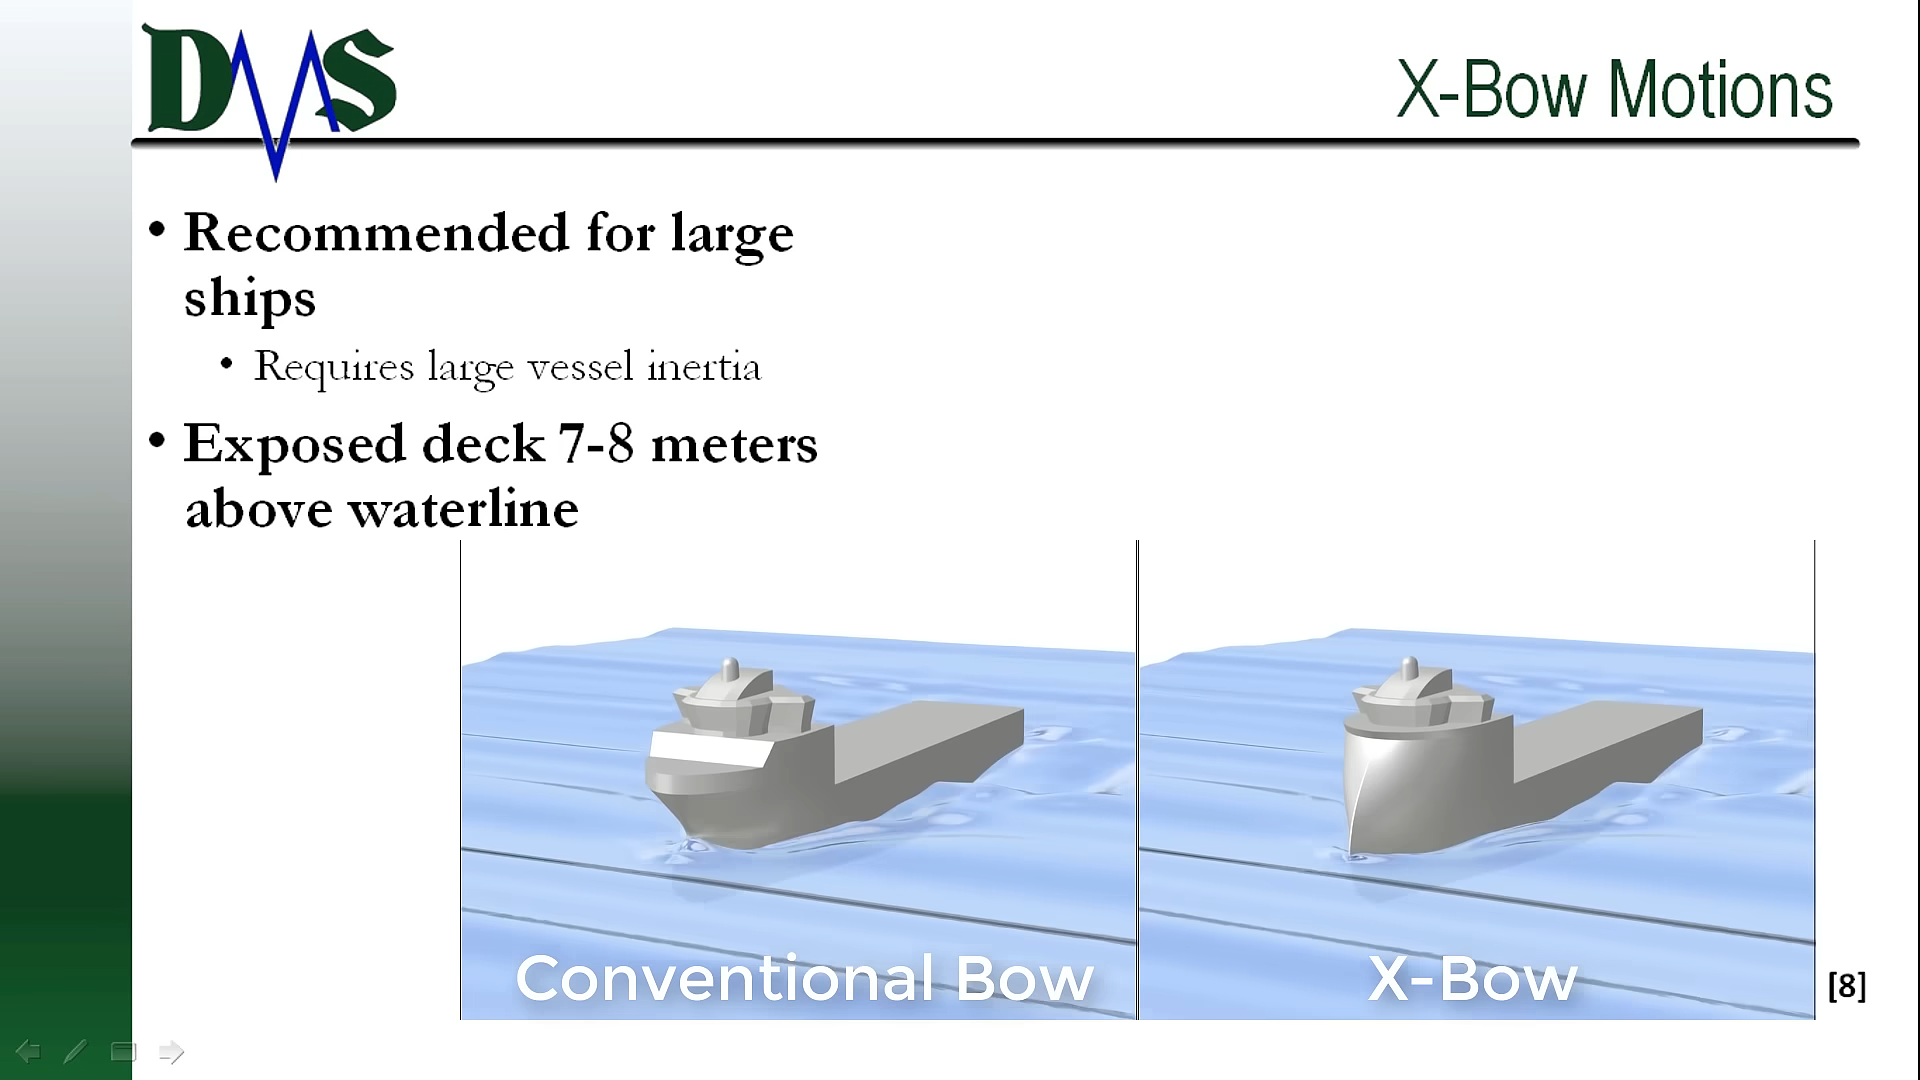 DMS
X-Bow Motions
• Recommended for large
ships
• Requires large vessel inertia
• Exposed deck 7-8 meters
above waterline
Conventional Bow
X-Bow
[8]